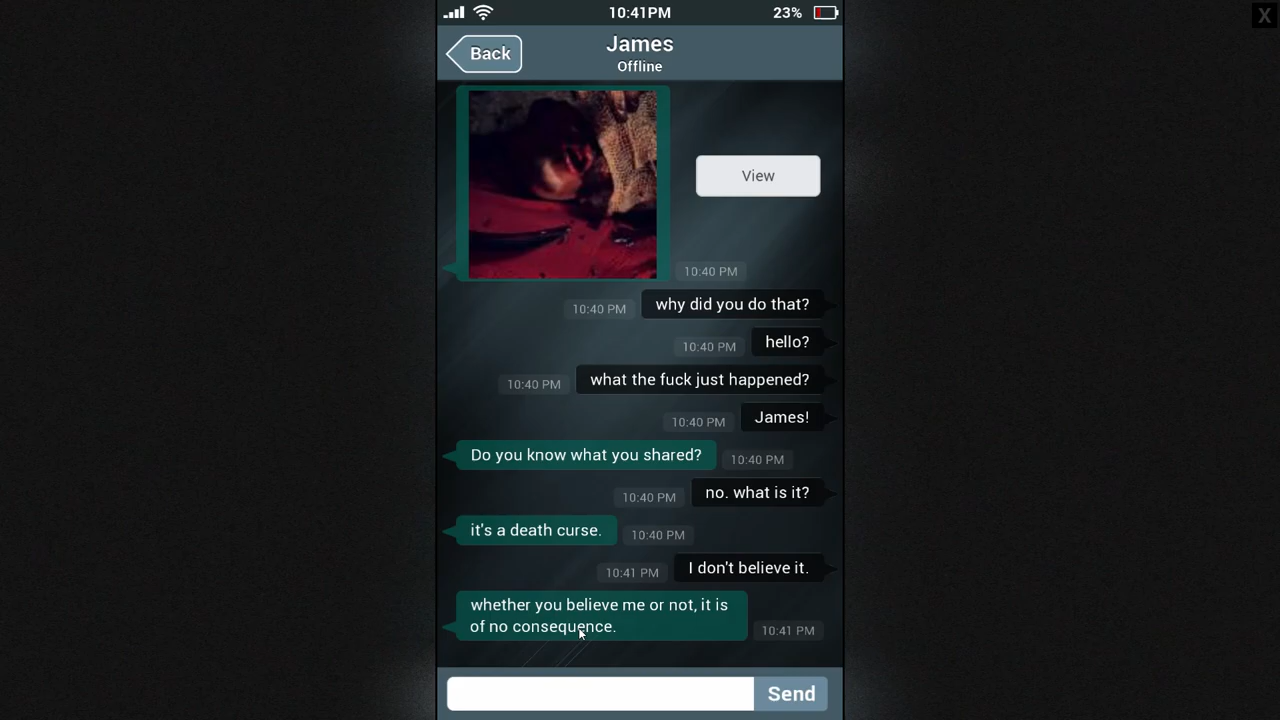 10:41PM
23%
X
Back
James
Offline
View
10:40 PM
why did you do that?
10:40 PM
hello?
10:40 PM
what the fuck just happened?
10:40 PM
James!
10:40 PM
Do you know what you shared?
10:40 PM
no. what is it?
10:40 PM
it's a death curse.
10:40 PM
I don't believe it.
10:41 PM
whether you believe me or not, it is
of no consequence.
10:41 PM
Send